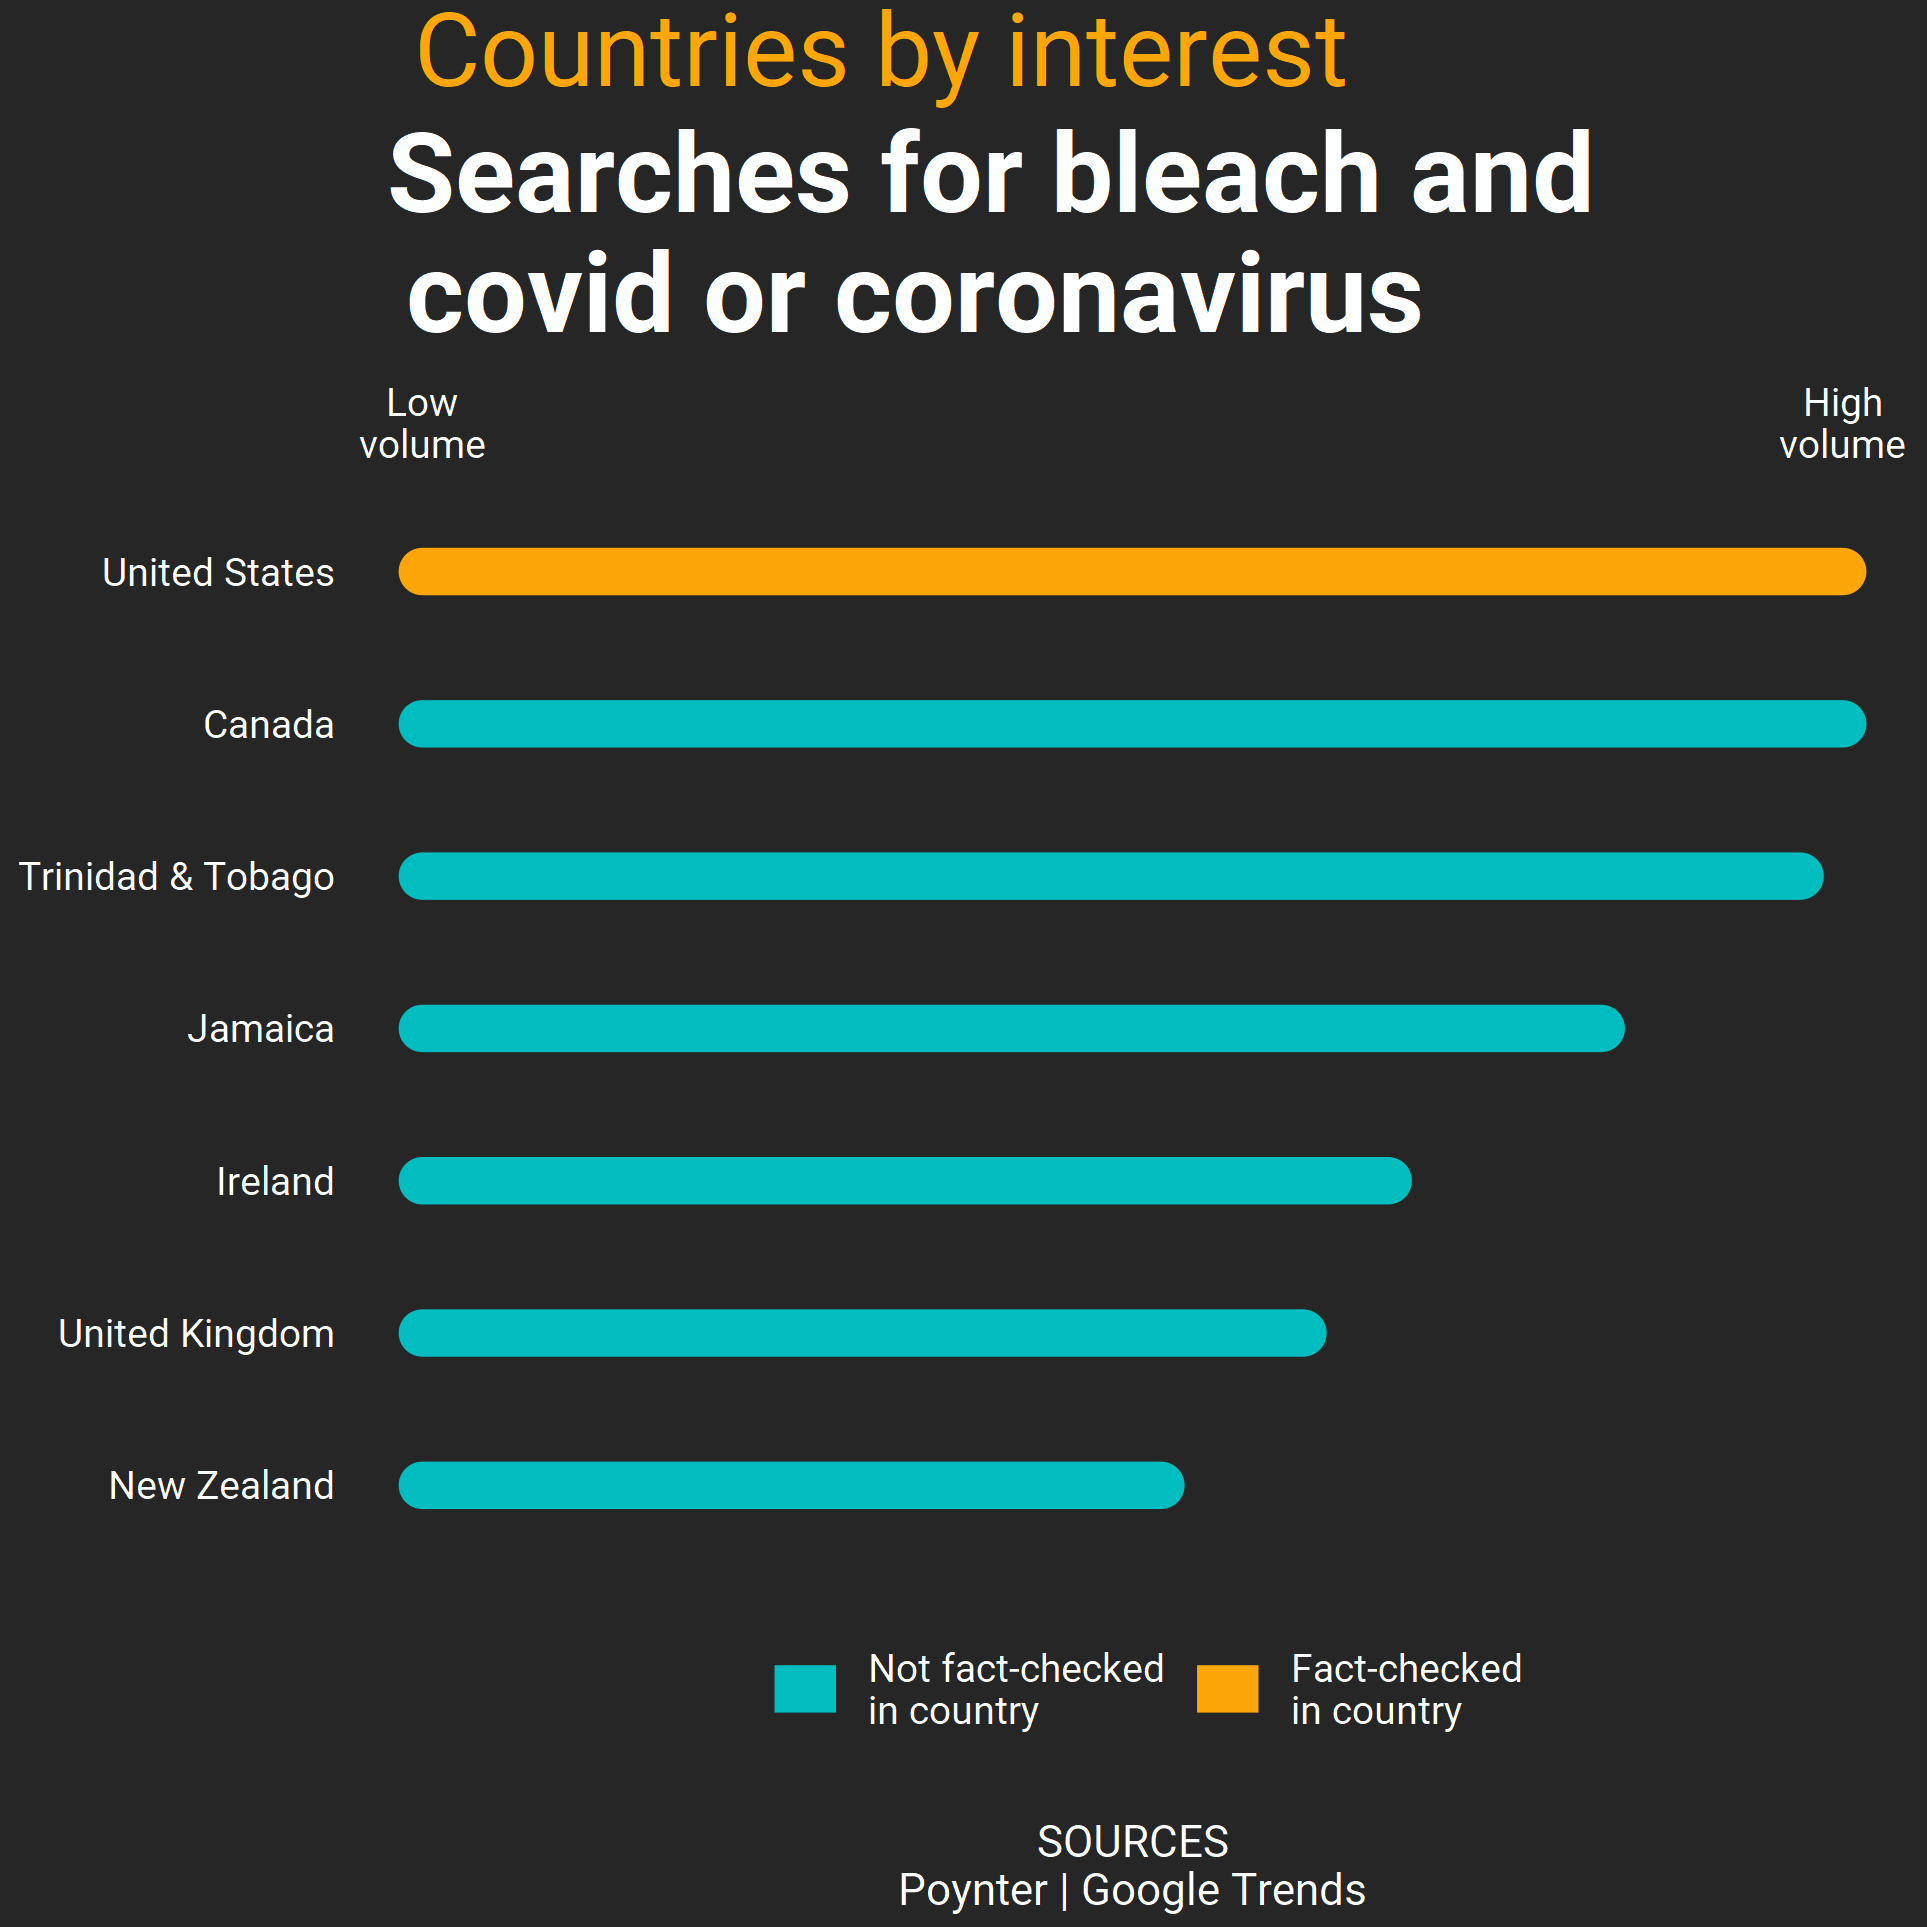 Countries by interest
Searches for bleach and
covid or coronavirus
Low
volume
High
volume
United States
Canada
Trinidad & Tobago
Jamaica
Ireland
United Kingdom
New Zealand
Not fact-checked
in country
Fact-checked
in country
SOURCES
Poynter | Google Trends